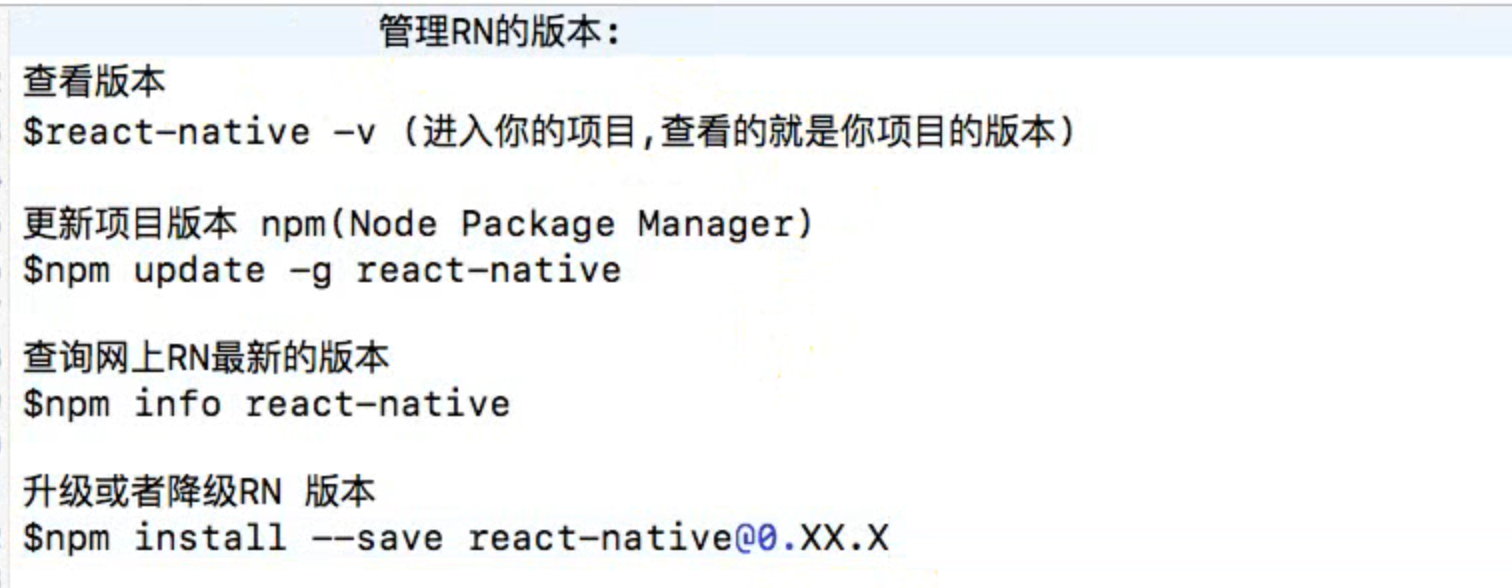 管理RN的版本:
查看版本
$react-native -v (进入你的项目,查看的就是你项目的版本)
更新项目版本 npm(Node Package Manager)
$npm update -g react-native
查询网上RN最新的版本
$npm info react-native
升级或者降级RN 版本
$npm install --save react-native@0.XX.X